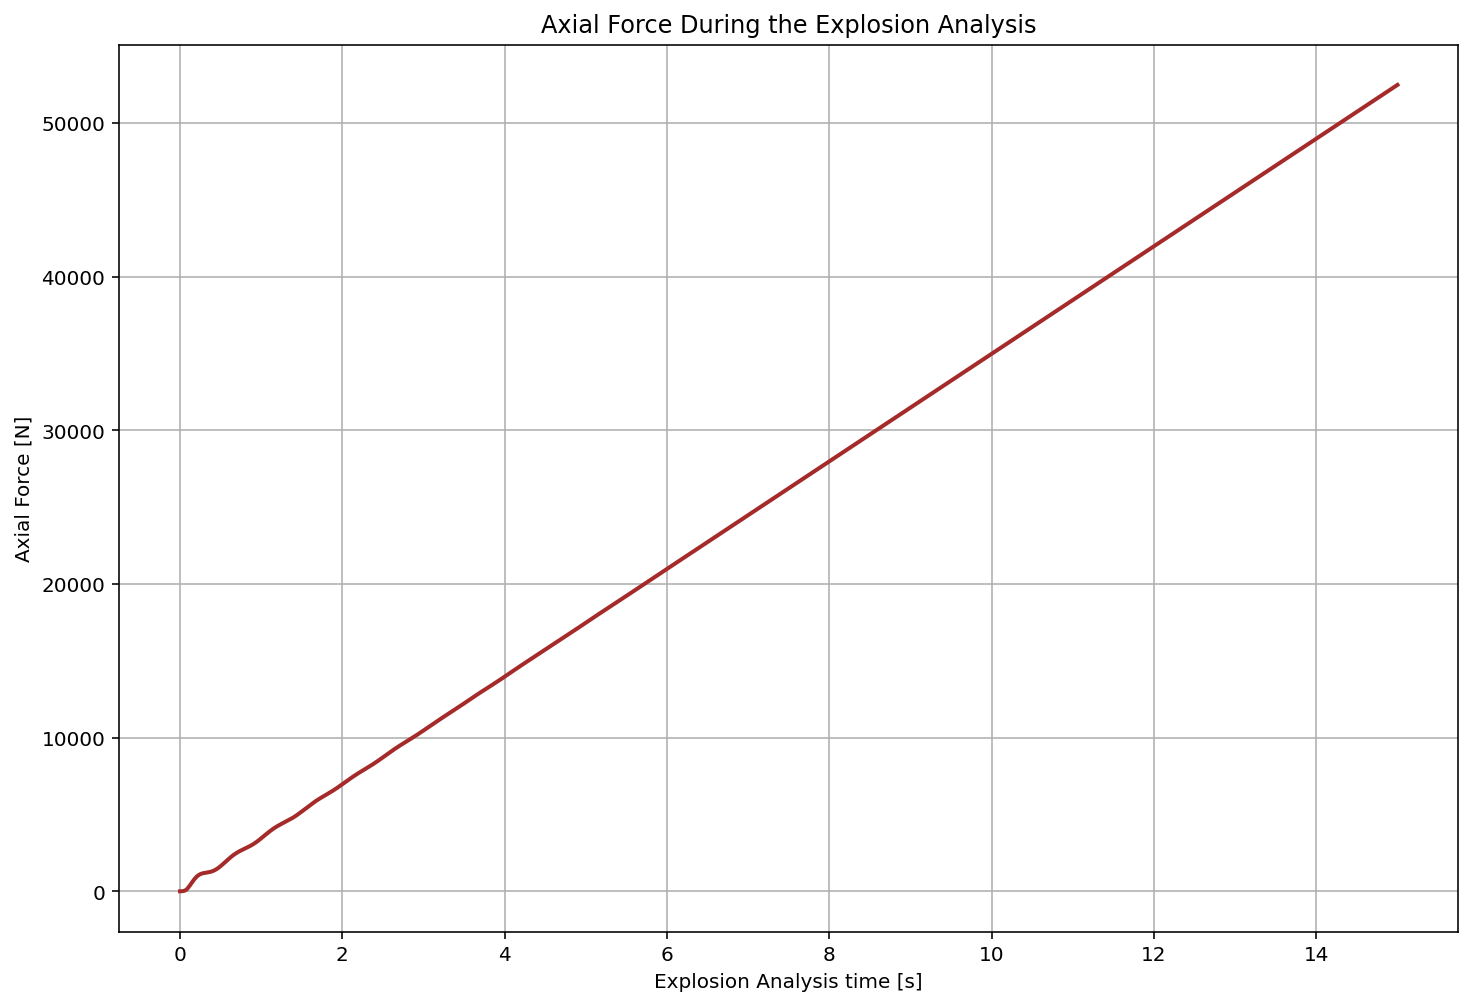 Axial Force During the Explosion Analysis
50000
40000
30000
20000
10000
0
Axial Force [N]
0 2 4 6 8 10 12 14
Explosion Analysis time [s]